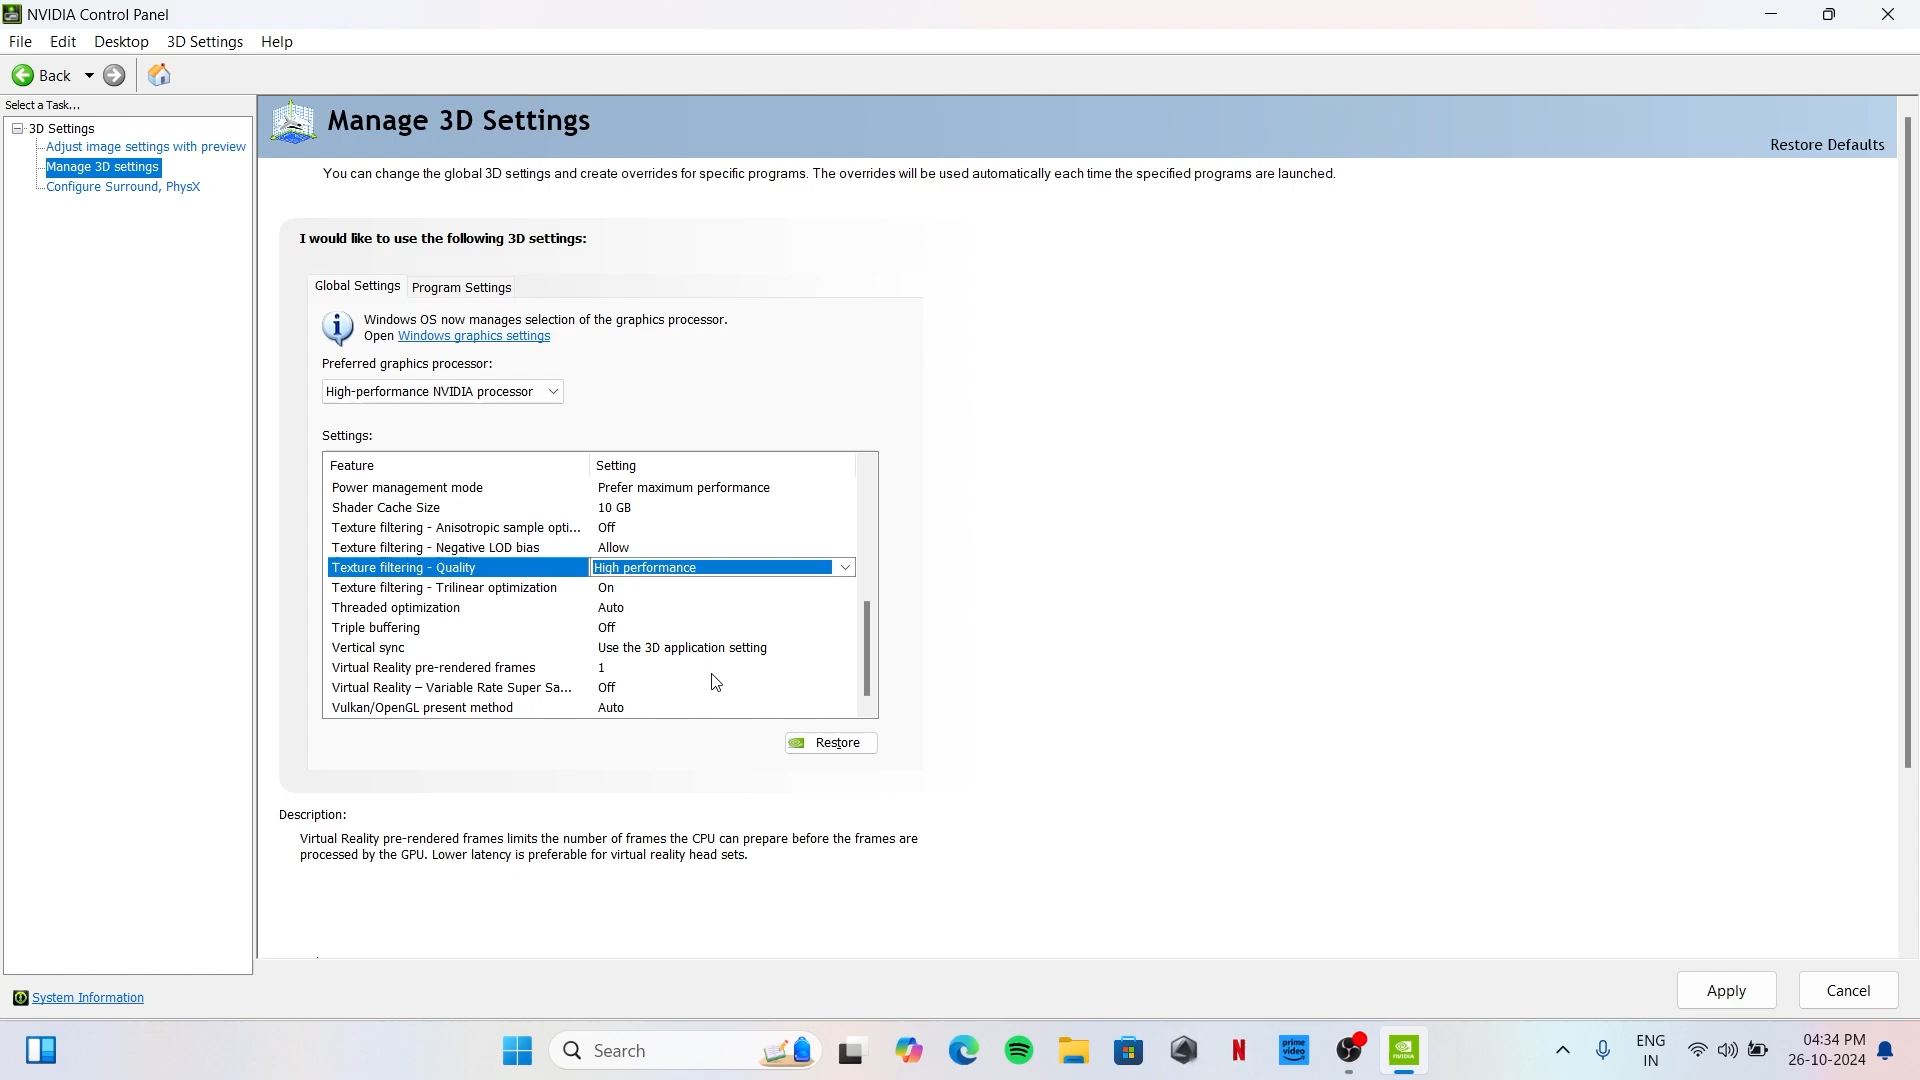 NVIDIA Control Panel
File Edit Desktop 3D Settings Help
Back
Select a Task...
3D Settings
Adjust image settings with preview
Manage 3D settings
Configure Surround, PhysX
System Information
Manage 3D Settings
Restore Defaults
You can change the global 3D settings and create overrides for specific programs. The overrides will be used automatically each time the specified programs are launched.
I would like to use the following 3D settings:
Global Settings Program Settings
Windows OS now manages selection of the graphics processor.
Open Windows graphics settings
Preferred graphics processor:
High-performance NVIDIA processor
Settings:
Feature Setting
Power management mode Prefer maximum performance
Shader Cache Size 10 GB
Texture filtering - Anisotropic sample opti... Off
Texture filtering - Negative LOD bias Allow
Texture filtering - Quality High performance
Texture filtering - Trilinear optimization On
Threaded optimization Auto
Triple buffering Off
Vertical sync Use the 3D application setting
Virtual Reality pre-rendered frames 1
Virtual Reality – Variable Rate Super Sa... Off
Vulkan/OpenGL present method Auto
Restore
Description:
Virtual Reality pre-rendered frames limits the number of frames the CPU can prepare before the frames are
processed by the GPU. Lower latency is preferable for virtual reality head sets.
Apply Cancel
Search
N
prime
video
NVIDIA
ENG
IN
04:34 PM
26-10-2024